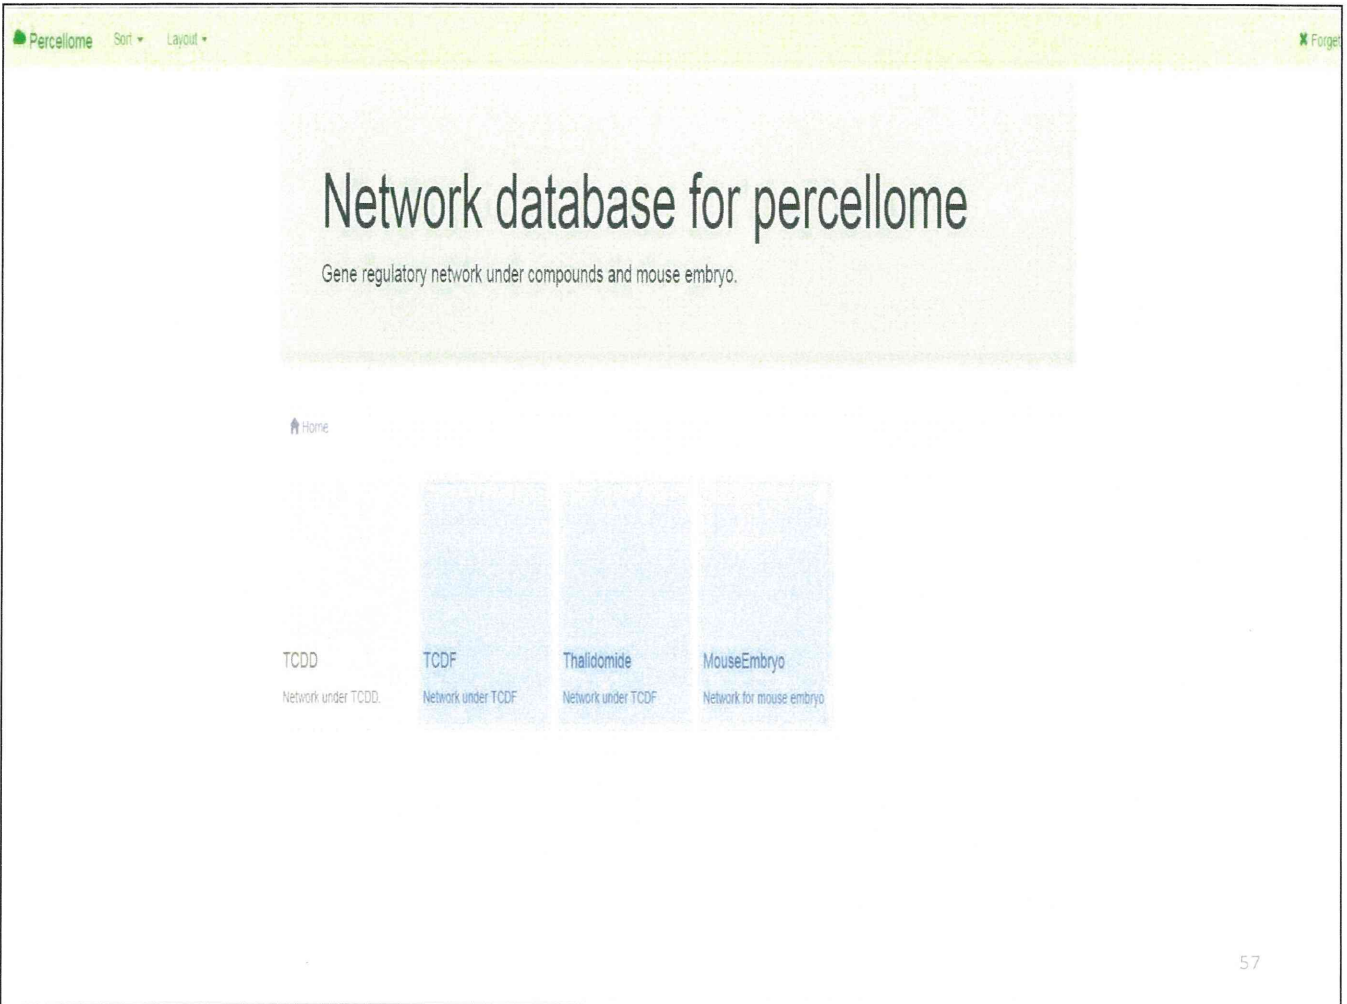 Percellome Sort Layout Forget
Network database for percellome
Gene regulatory network under compounds and mouse embryo.
Home
TCDD TCDF Thalidomide MouseEmbryo
Network under TCDD. Network under TCDF Network under TCDF Network for mouse embryo
57